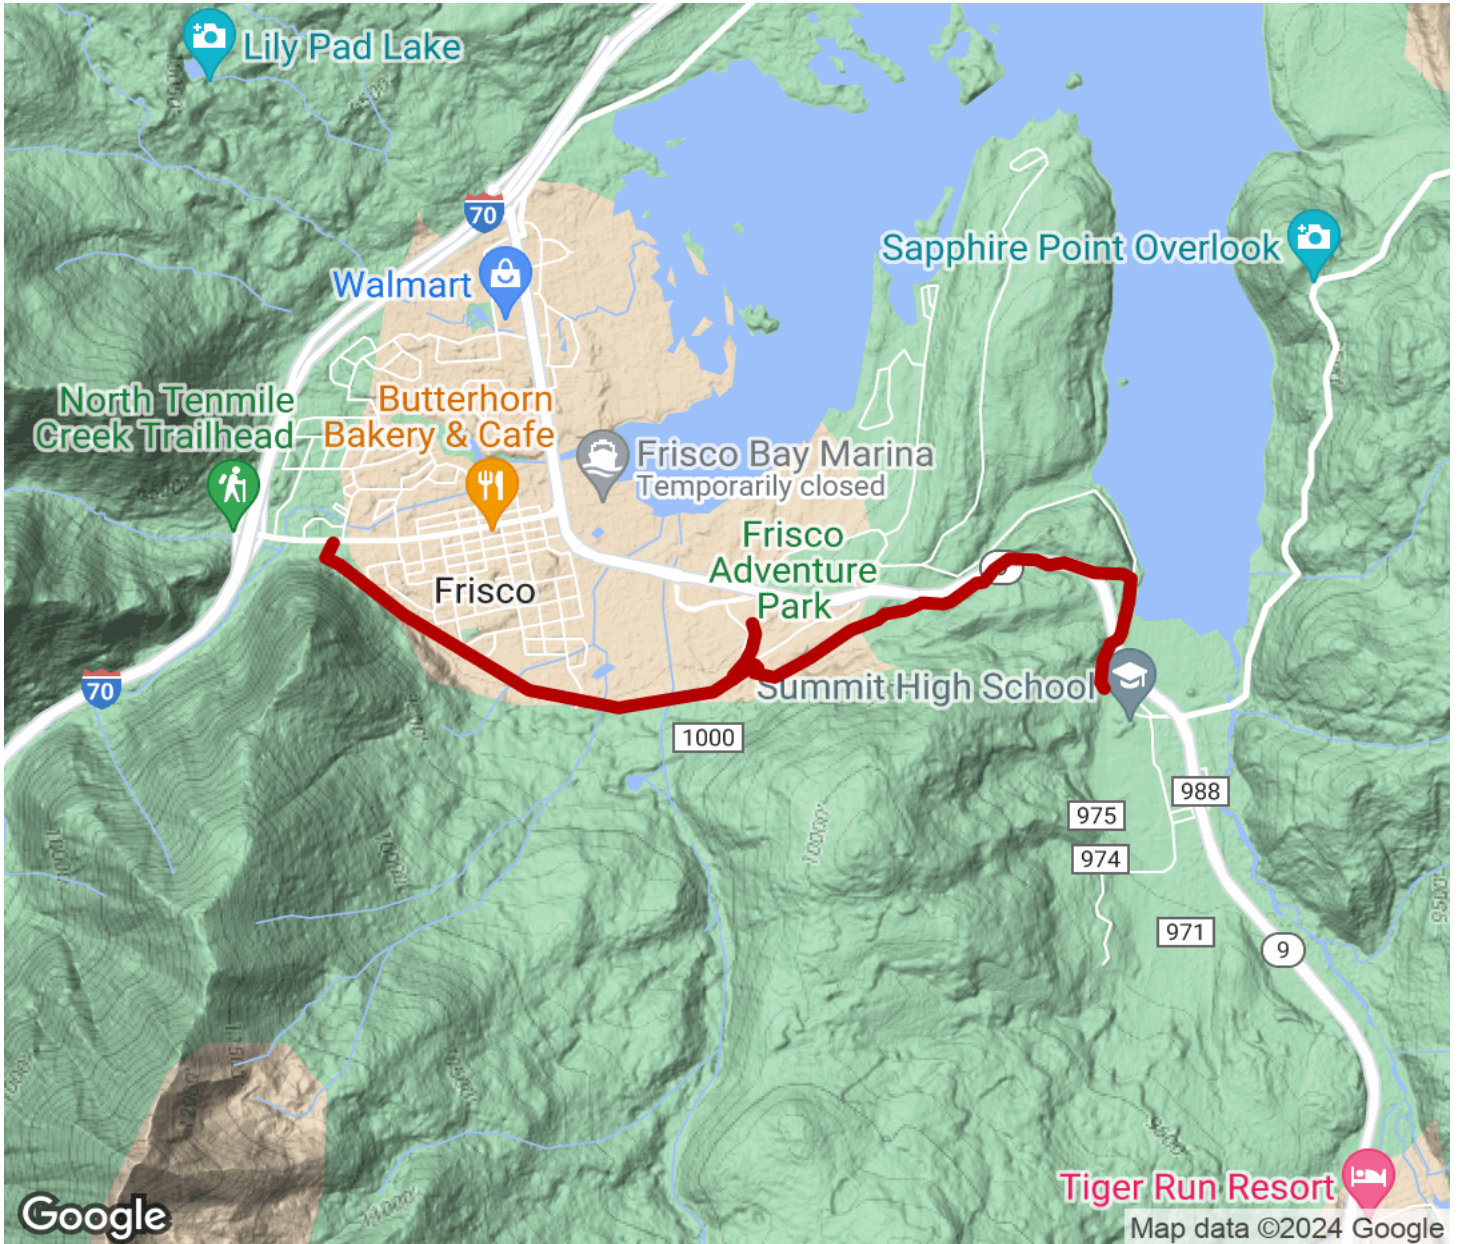 Lily Pad Lake
70
Sapphire Point Overlook
Walmart
North Tenmile
Creek Trailhead
Butterhorn
Bakery & Cafe
Frisco Bay Marina
Temporarily closed
Frisco
Adventure
Park
Frisco
70
Summit High School
1000
988
975
974
971
9
Tiger Run Resort
Google
Map data ©2024 Google